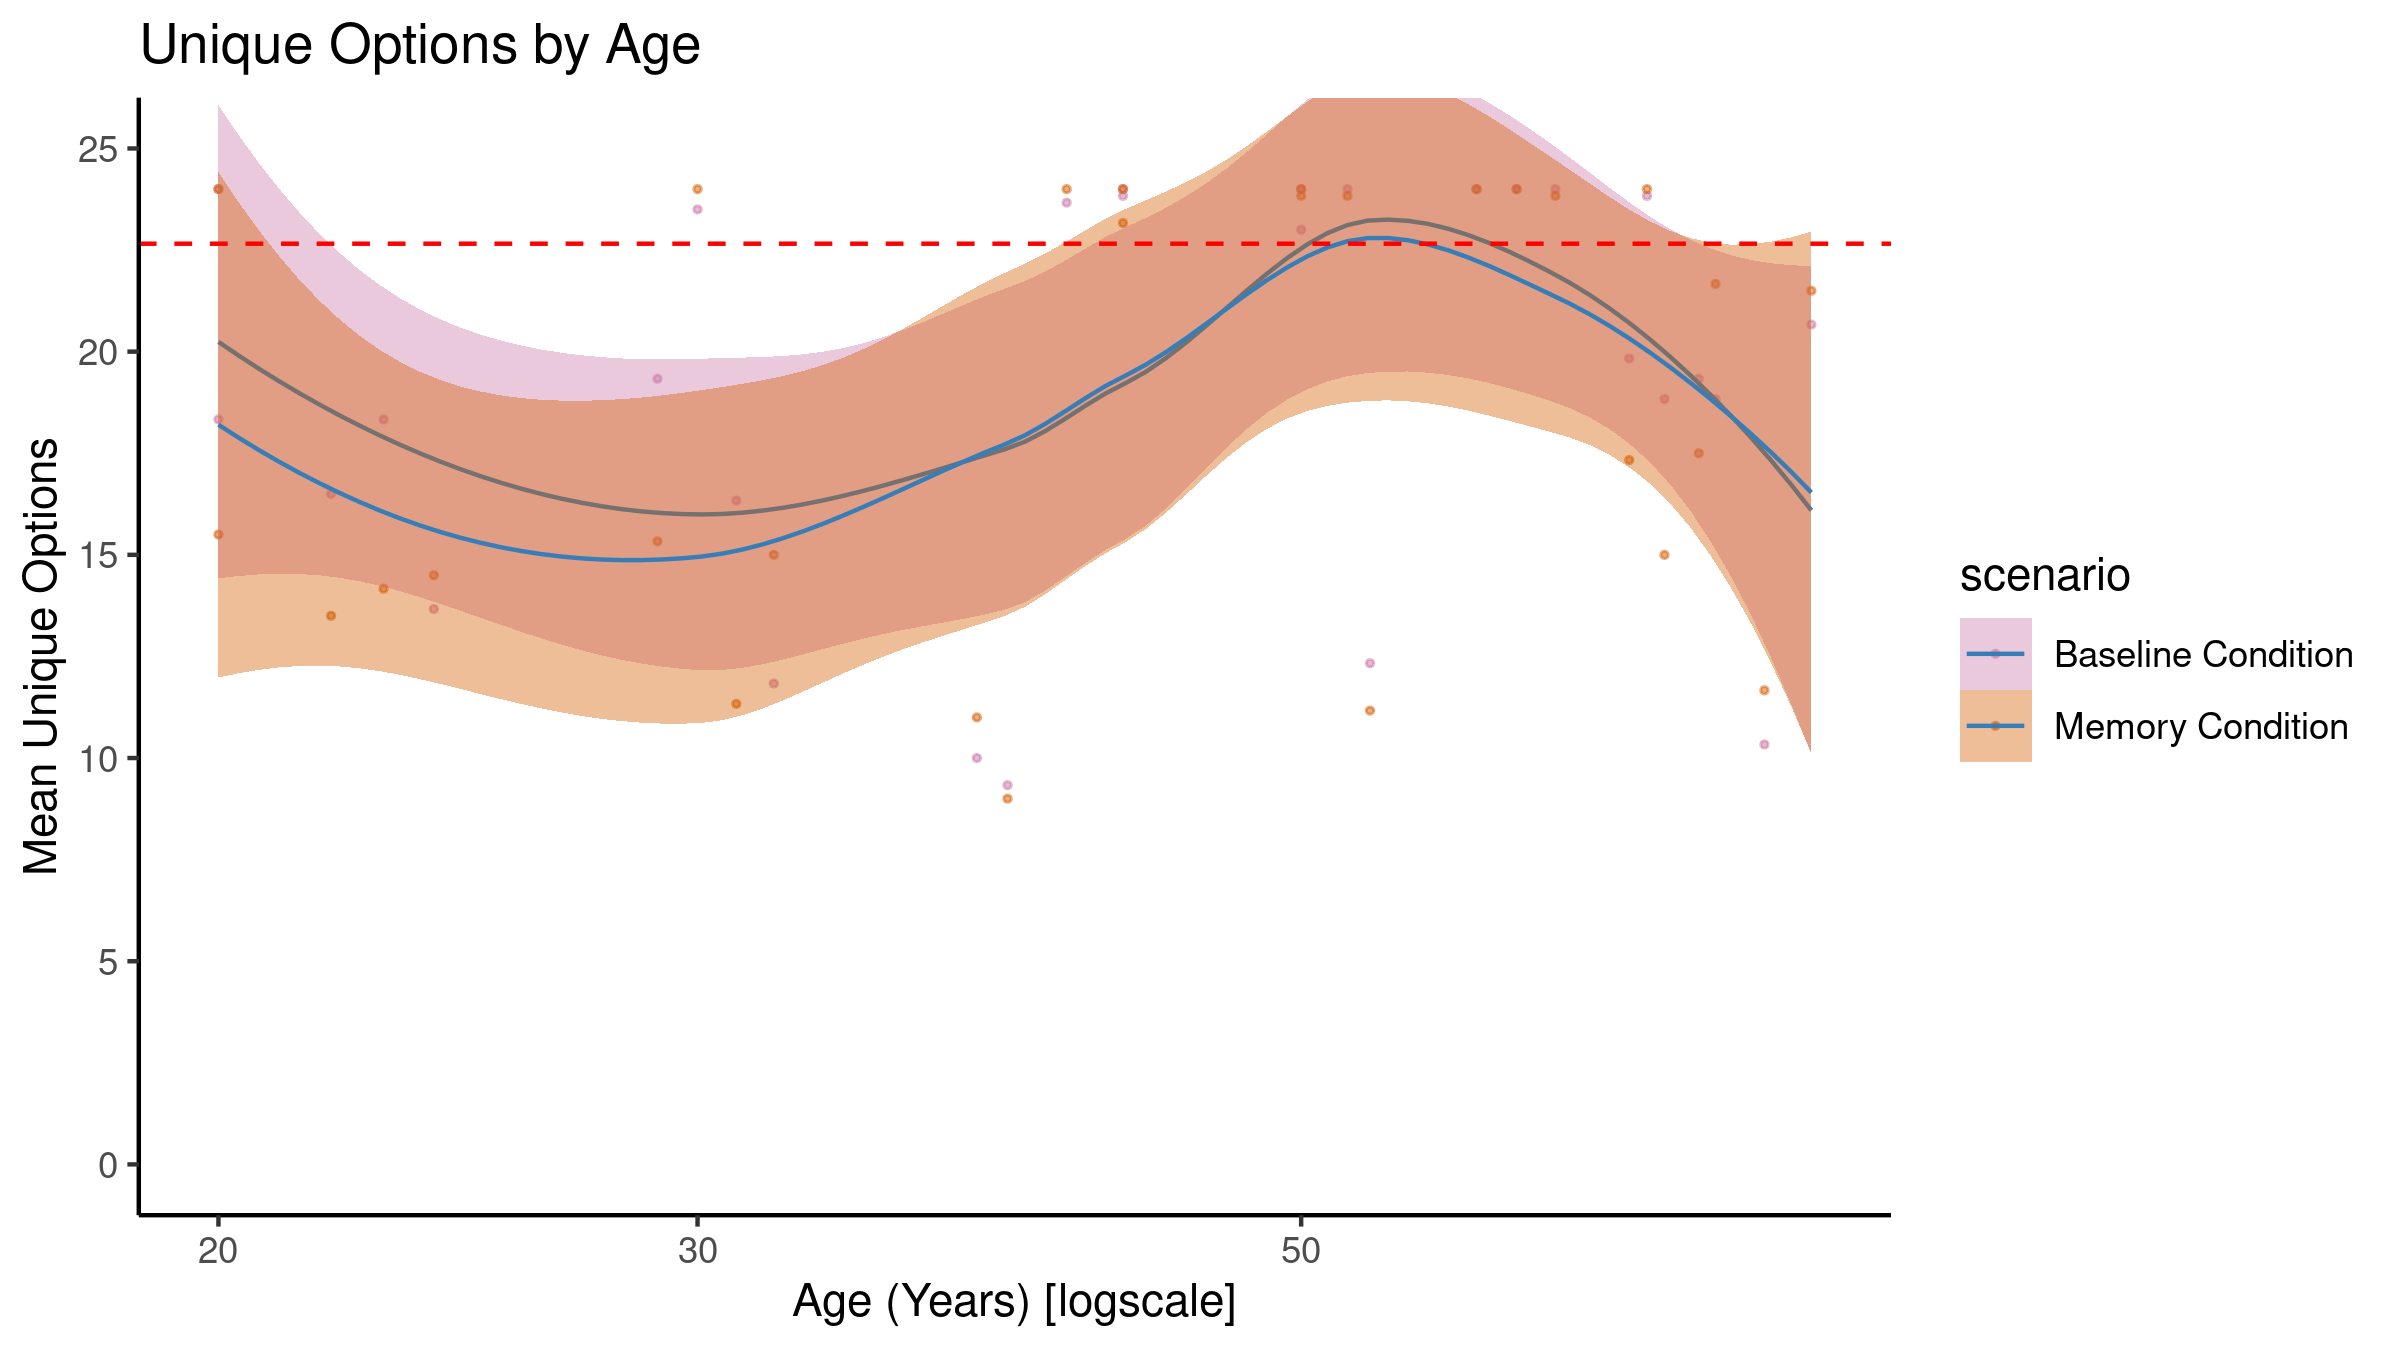 Unique Options by Age
Mean Unique Options
25
20
15
10
5
0
20 30 50
Age (Years) [logscale]
scenario
Baseline Condition
Memory Condition